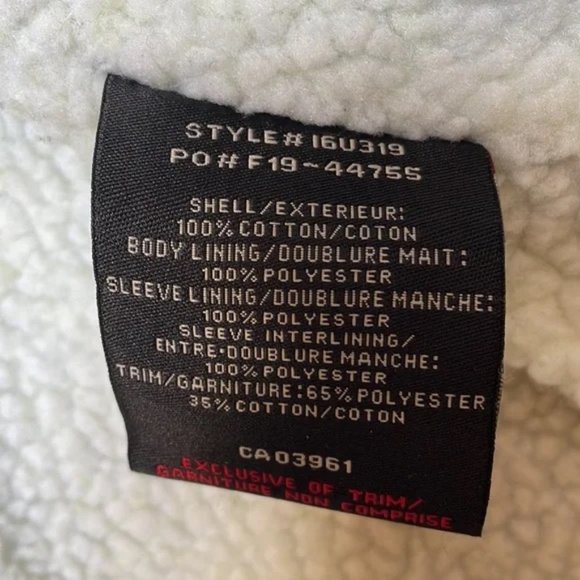 STYLE# 16U319
PO# F19-44755
SHELL/EXTERIEUR:
100% COTTON/COTON
BODY LINING/DOUBLURE MAIT:
100% POLYESTER
SLEEVE LINING/DOUBLURE MANCHE:
100% POLYESTER
SLEEVE INTERLINING/
ENTRE-DOUBLURE MANCHE:
100% POLYESTER
TRIM/GARNITURE:65% POLYESTER
35% COTTON/COTON
CA03961
EXCLUSIVE OF TRIM/
GARNITURE NON COMPRISE